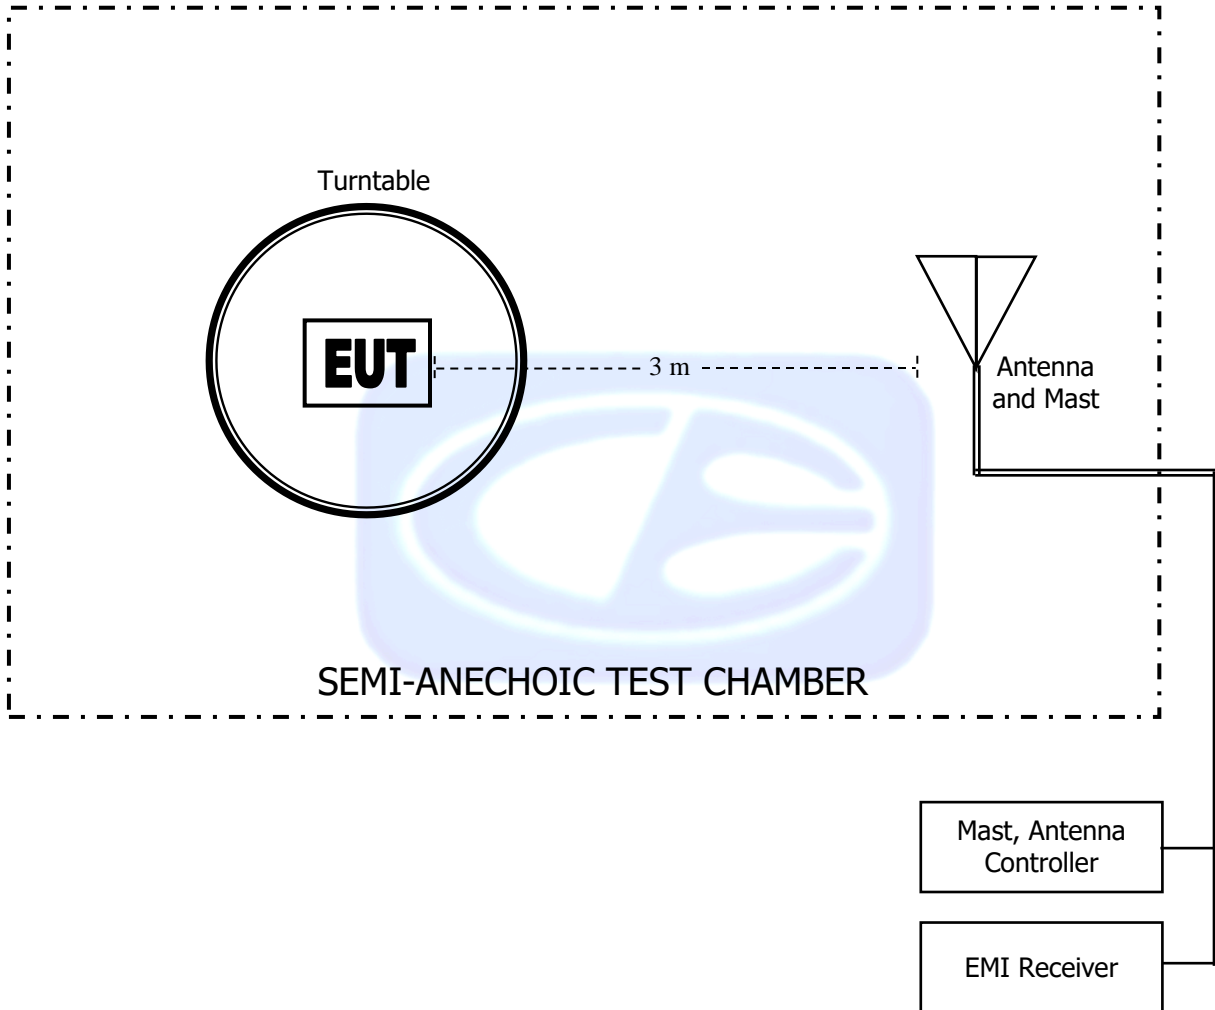 Turntable
EUT
3 m
Antenna
and Mast
SEMI-ANECHOIC TEST CHAMBER
Mast, Antenna
Controller
EMI Receiver